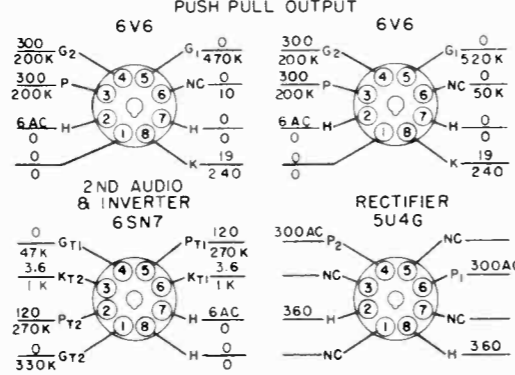 PUSH PULL OUTPUT
6V6
6V6
300
200K G2
G1 0
470K
300
200K P
NC 0
10
6AC
0 H
H 0
0
0
0
K 19
240
4 5
3 6
2 7
1 8
300
200K G2
G1 0
520K
300
200K P
NC 0
50K
6AC
0 H
H 0
0
0
0
K 19
240
4 5
3 6
2 7
1 8
2ND AUDIO
& INVERTER
6SN7
0
47K GT1
PT1 120
270K
3.6
1K KT2
KT1 3.6
1K
120
270K PT2
H 6AC
0
0
330K GT2
H 0
0
4 5
3 6
2 7
1 8
RECTIFIER
5U4G
300AC P2
NC
NC
P1 300AC
360 H
NC
NC
H 360
4 5
3 6
2 7
1 8